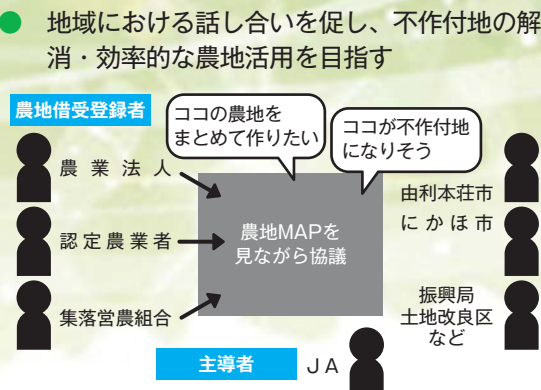 ● 地域における話し合いを促し、不作付地の解
消・効率的な農地活用を目指す
農地借受登録者
ココの農地を
まとめて作りたい
ココが不作付地
になりそう
農業法人
認定農業者
集落営農組合
農地MAPを
見ながら協議
由利本荘市
にかほ市
振興局
土地改良区
など
主導者
JA